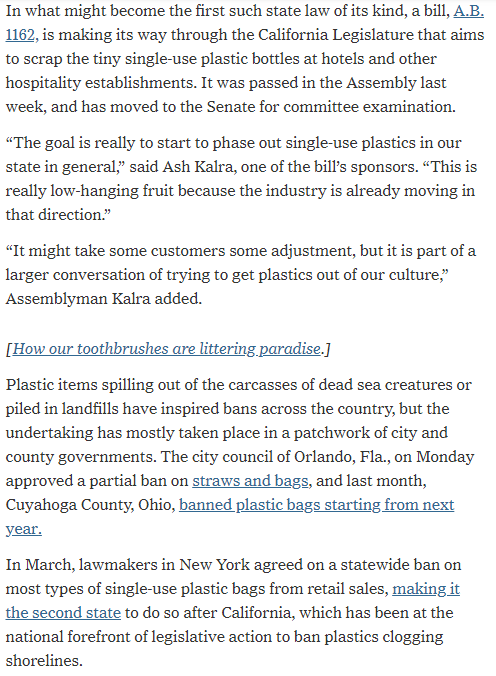 In what might become the first such state law of its kind, a bill, A.B.
1162, is making its way through the California Legislature that aims
to scrap the tiny single-use plastic bottles at hotels and other
hospitality establishments. It was passed in the Assembly last
week, and has moved to the Senate for committee examination.
“The goal is really to start to phase out single-use plastics in our
state in general,” said Ash Kalra, one of the bill’s sponsors. “This is
really low-hanging fruit because the industry is already moving in
that direction.”
“It might take some customers some adjustment, but it is part of a
larger conversation of trying to get plastics out of our culture,”
Assemblyman Kalra added.
[How our toothbrushes are littering paradise.]
Plastic items spilling out of the carcasses of dead sea creatures or
piled in landfills have inspired bans across the country, but the
undertaking has mostly taken place in a patchwork of city and
county governments. The city council of Orlando, Fla., on Monday
approved a partial ban on straws and bags, and last month,
Cuyahoga County, Ohio, banned plastic bags starting from next
year.
In March, lawmakers in New York agreed on a statewide ban on
most types of single-use plastic bags from retail sales, making it
the second state to do so after California, which has been at the
national forefront of legislative action to ban plastics clogging
shorelines.